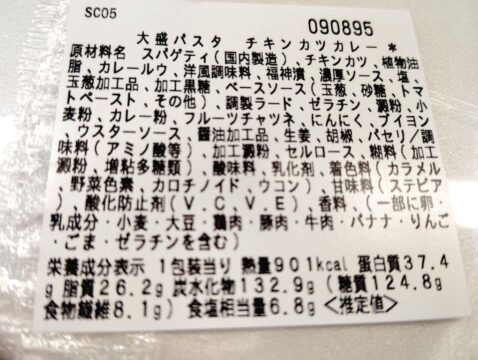 SC05
090895
大盛パスタ チキンカツカレー *
原材料名 スパゲティ(国内製造)、チキンカツ、植物油
脂、カレールウ、洋風調味料、福神漬、濃厚ソース、塩、
玉葱加工品、加工黒糖、ベースソース(玉葱、砂糖、トマ
トペースト、その他)、調製ラード、ゼラチン、澱粉、小
麦粉、カレー粉、フルーツチャツネ、にんにく、ブイヨン
、ウスターソース、醤油加工品、生姜、胡椒、パセリ/調
味料(アミノ酸等)、加工澱粉、セルロース、糊料(加工
澱粉、増粘多糖類)、酸味料、乳化剤、着色料(カラメル
、野菜色素、カロチノイド、ウコン)、甘味料(ステビア
)、酸化防止剤(V.C、V.E)、香料、(一部に卵・
乳成分・小麦・大豆・鶏肉・豚肉・牛肉・バナナ・りんご
・ごま・ゼラチンを含む)
栄養成分表示 1包装当り 熱量901kcal 蛋白質37.4
g 脂質26.2g 炭水化物132.9g(糖質124.8g
食物繊維8.1g) 食塩相当量6.8g <推定値>